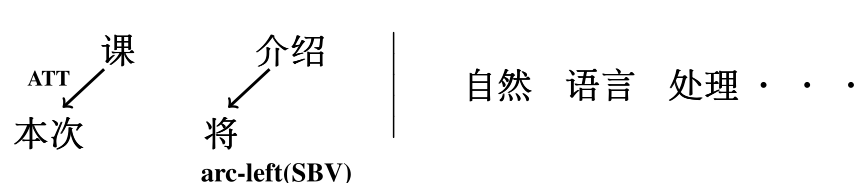 课 介绍
自然 语言 处理 · · ·
ATT
本次 将
arc-left(SBV)